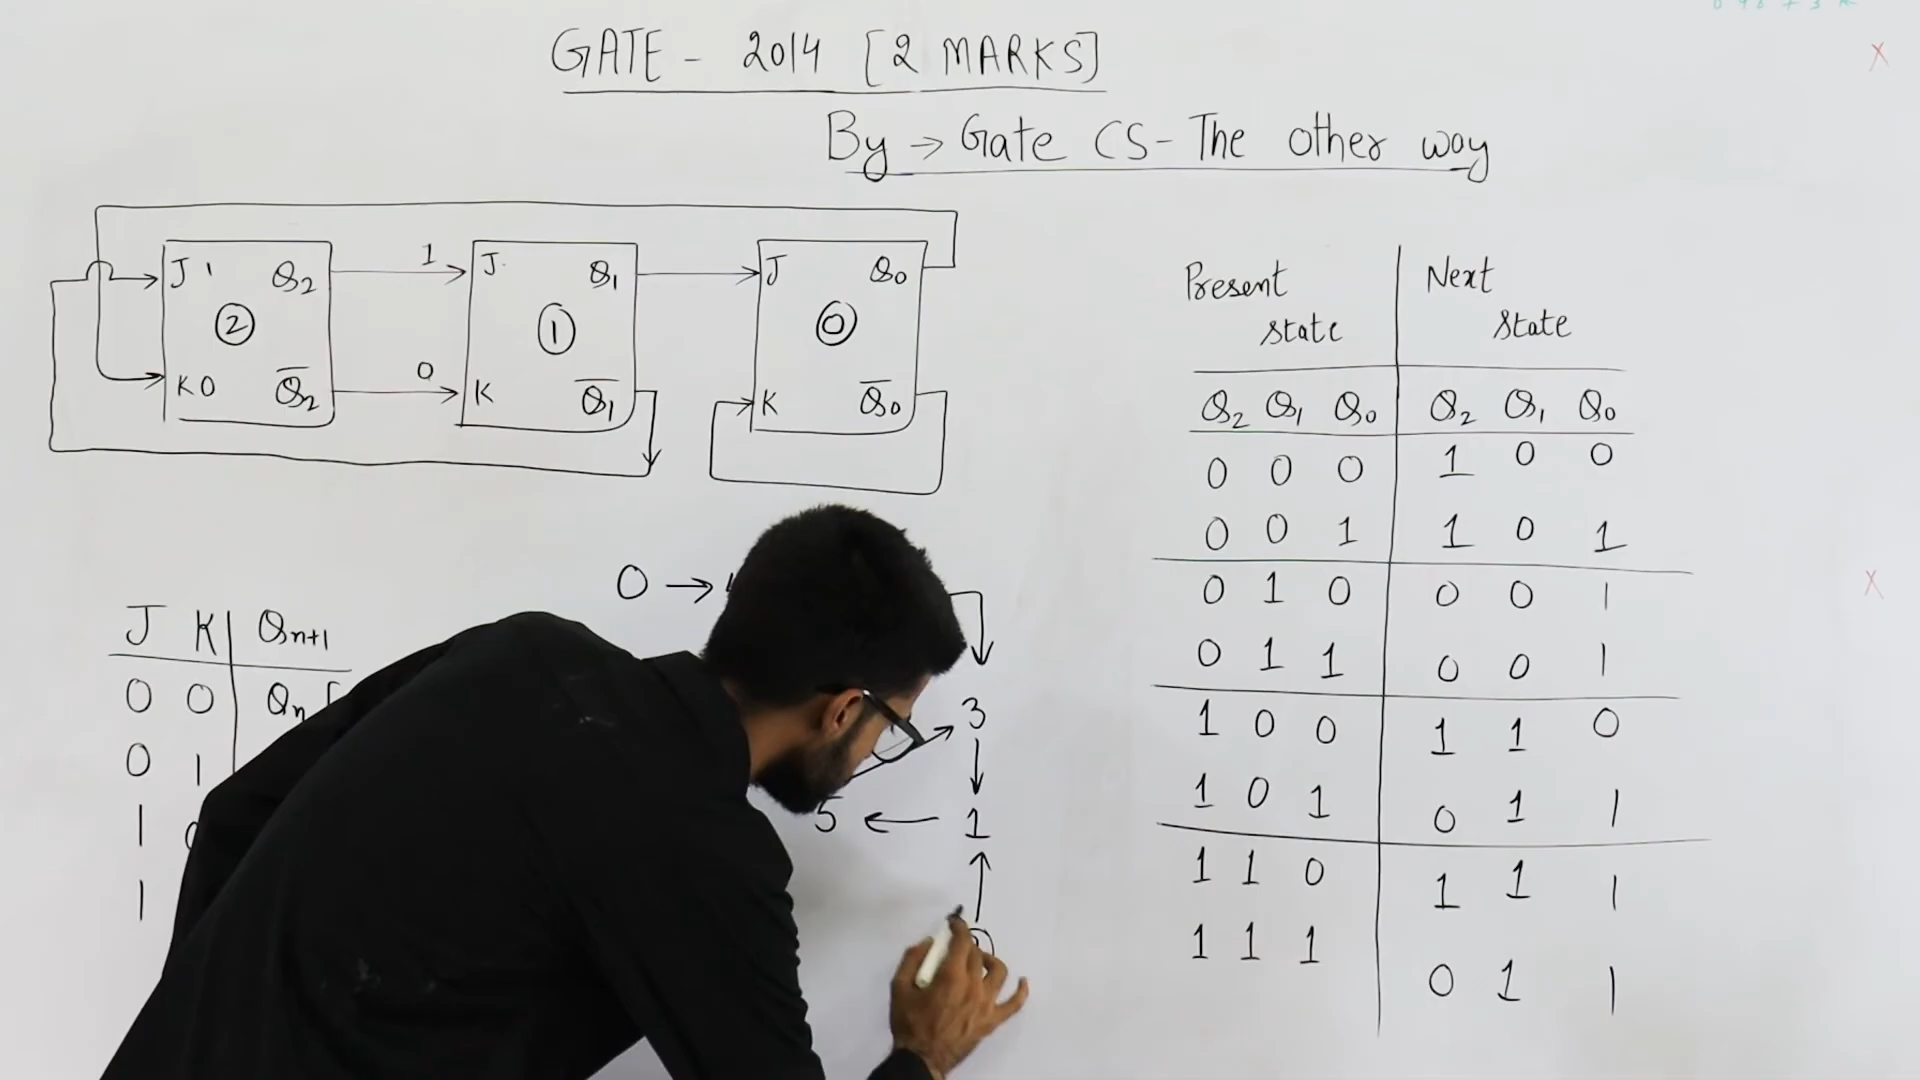 GATE - 2014 [2 MARKS]
By → Gate CS - The other way
J 1 Q2 1 J Q1 J Q0
2 1 0
K 0 Q̅2 0 K Q̅1 K Q̅0
Present Next
state state
Q2 Q1 Q0 Q2 Q1 Q0
0 0 0 1 0 0
0 0 1 1 0 1
0 1 0 0 0 1
0 1 1 0 0 1
1 0 0 1 1 0
1 0 1 0 1 1
1 1 0 1 1 1
1 1 1 0 1 1
0 →
3
5 ← 1
J K Qn+1
0 0 Qn
0 1
1 0
1